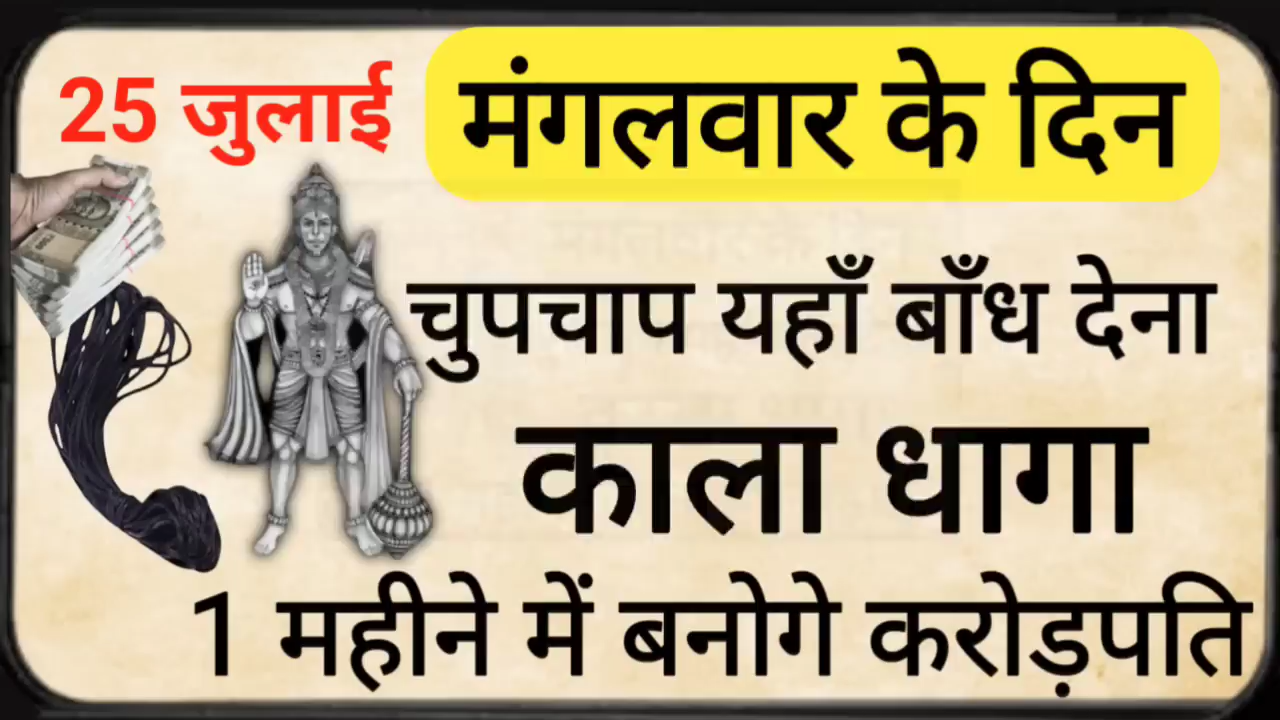 25 जुलाई
मंगलवार के दिन
चुपचाप यहाँ बाँध देना
काला धागा
1 महीने में बनोगे करोड़पति